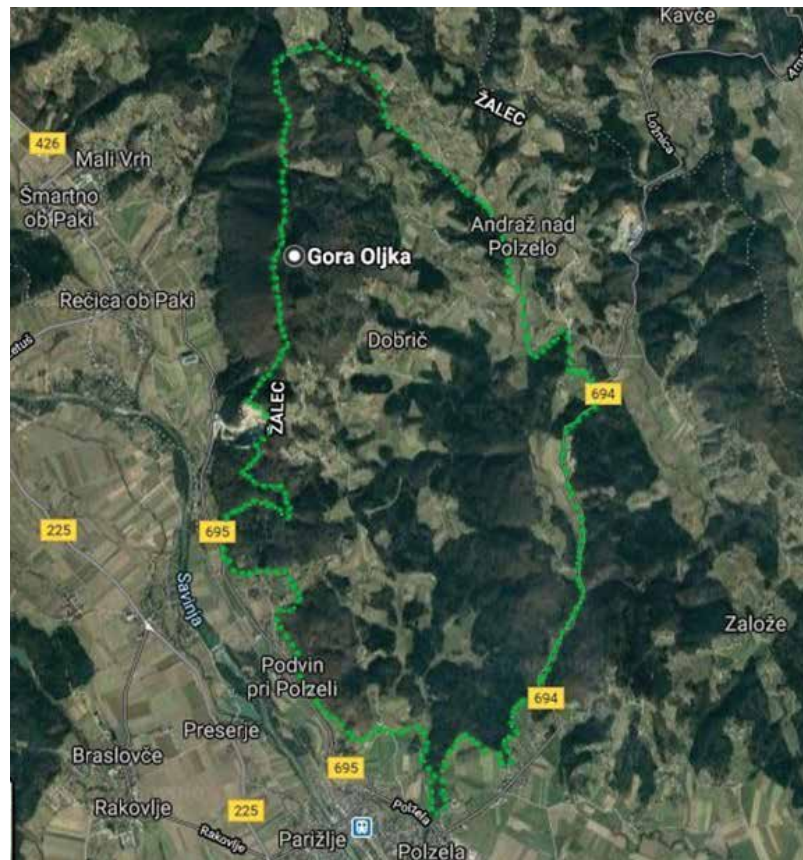 Kavče
ŽALEC
Ložnica
426
Mali Vrh
Šmartno
ob Paki
Andraž nad
Polzelo
Gora Oljka
Rečica ob Paki
Dobrič
694
ŽALEC
225
695
Savinja
Založe
Podvin
pri Polzeli
694
Preserje
Braslovče
695
Rakovlje
225
Polzela
Rakovlje
Parižlje
Polzela